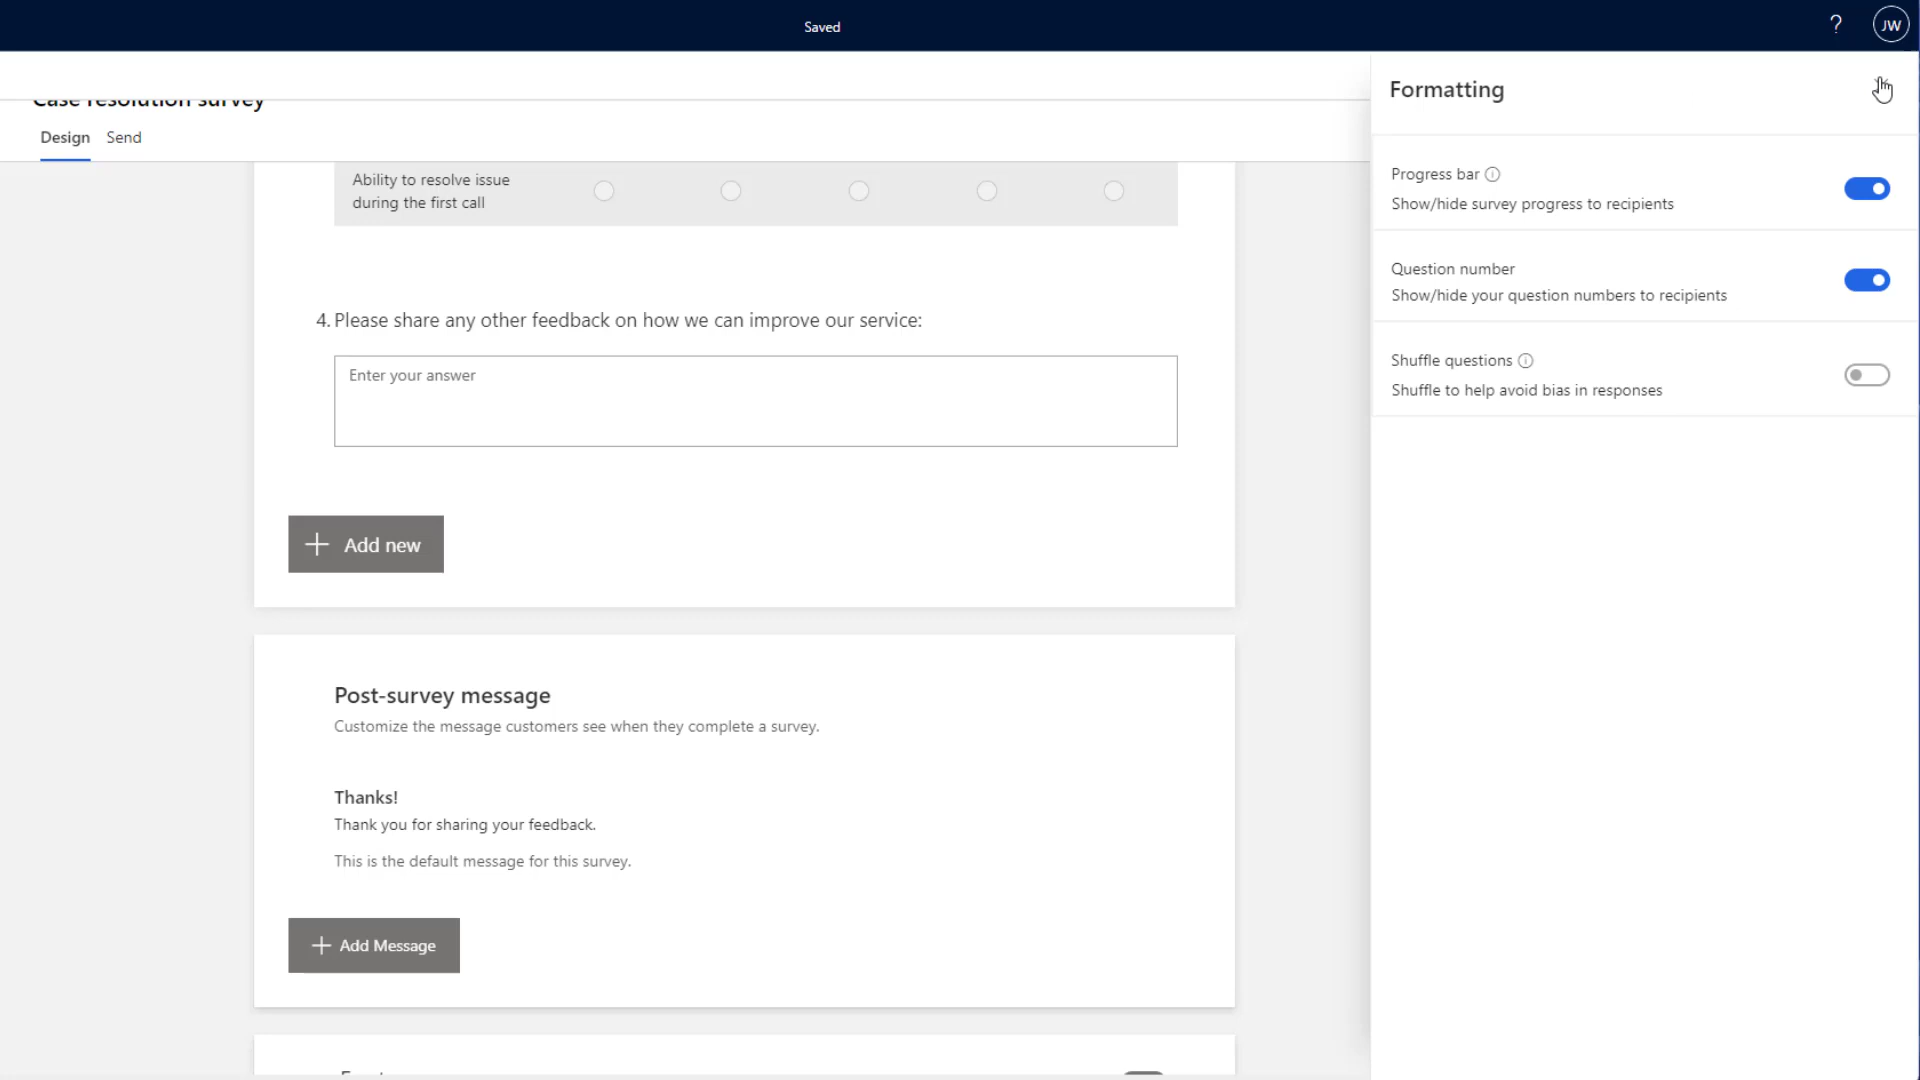 Saved
?
JW
Case resolution survey
Design Send
Ability to resolve issue
during the first call
4. Please share any other feedback on how we can improve our service:
Enter your answer
+ Add new
Post-survey message
Customize the message customers see when they complete a survey.
Thanks!
Thank you for sharing your feedback.
This is the default message for this survey.
+ Add Message
Formatting
Progress bar
Show/hide survey progress to recipients
Question number
Show/hide your question numbers to recipients
Shuffle questions
Shuffle to help avoid bias in responses